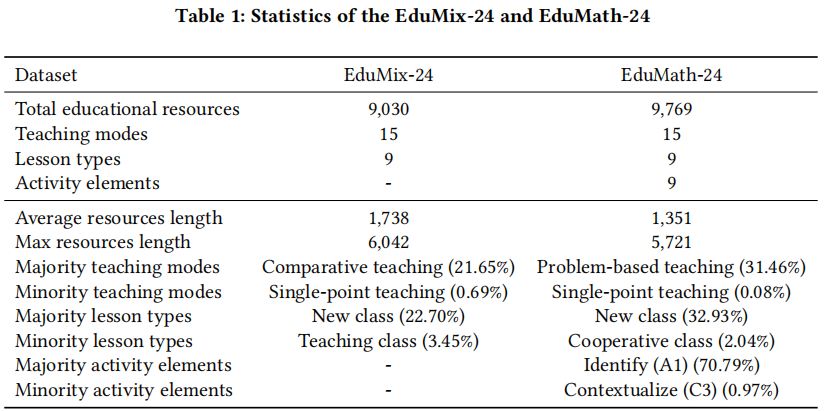 Table 1: Statistics of the EduMix-24 and EduMath-24
Dataset EduMix-24 EduMath-24
Total educational resources 9,030 9,769
Teaching modes 15 15
Lesson types 9 9
Activity elements - 9
Average resources length 1,738 1,351
Max resources length 6,042 5,721
Majority teaching modes Comparative teaching (21.65%) Problem-based teaching (31.46%)
Minority teaching modes Single-point teaching (0.69%) Single-point teaching (0.08%)
Majority lesson types New class (22.70%) New class (32.93%)
Minority lesson types Teaching class (3.45%) Cooperative class (2.04%)
Majority activity elements - Identify (A1) (70.79%)
Minority activity elements - Contextualize (C3) (0.97%)